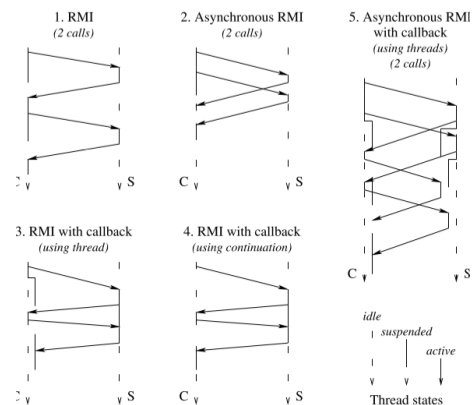 1. RMI
(2 calls)
2. Asynchronous RMI
(2 calls)
5. Asynchronous RMI
with callback
(using threads)
(2 calls)
C S
C S
3. RMI with callback
(using thread)
4. RMI with callback
(using continuation)
C S
idle
suspended
active
C S
C S
Thread states